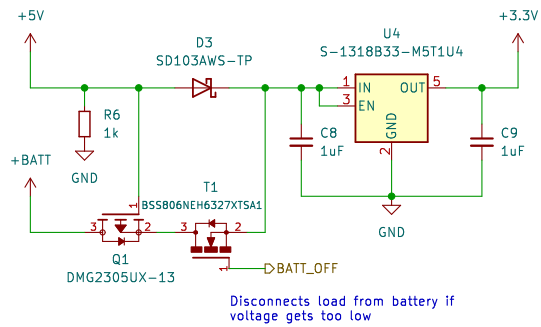 +5V
+3.3V
U4
D3
S-1318B33-M5T1U4
SD103AWS-TP
1 IN OUT 5
3 EN
R6
1k
GND
C8
1uF
C9
1uF
2
+BATT
GND
T1
1
BSS806NEH6327XTSA1
GND
3 2 3 2
Q1
DMG2305UX-13
1
BATT_OFF
Disconnects load from battery if
voltage gets too low